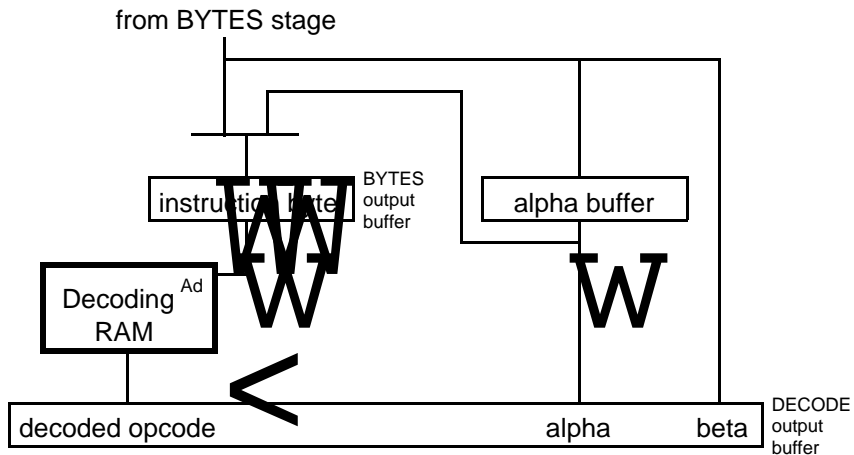 from BYTES stage
instruction byte
BYTES
output
buffer
alpha buffer
W W
W
W
Decoding
RAM
Ad
<
decoded opcode
alpha
beta
DECODE
output
buffer